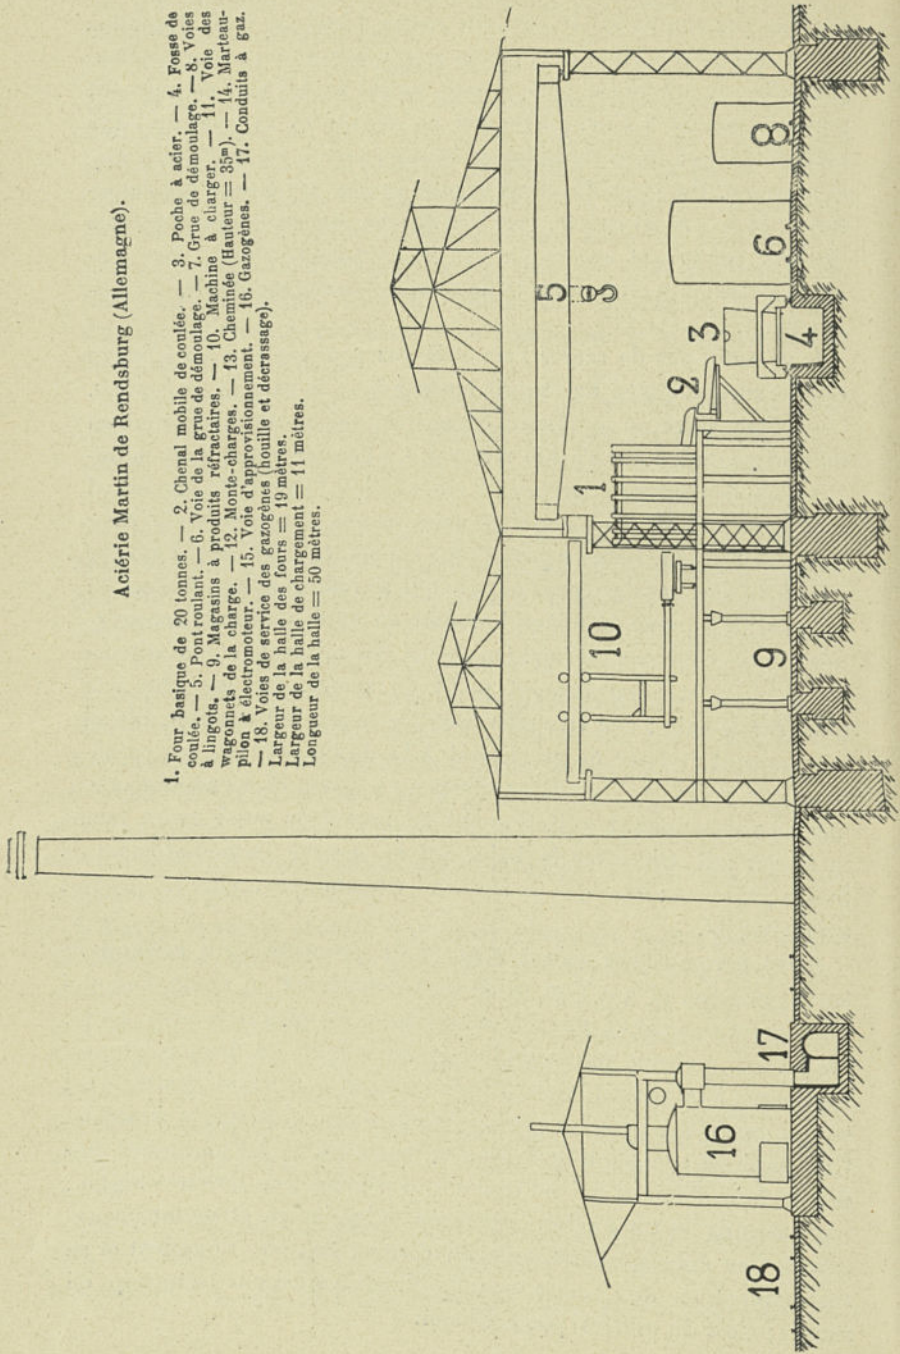 Aciérie Martin de Rendsburg (Allemagne).
1. Four basique de 20 tonnes. — 2. Chenal mobile de coulée. — 3. Poche à acier. — 4. Fosse de
coulée. — 5. Pont roulant. — 6. Voie de la grue de démoulage. — 7. Grue de démoulage. — 8. Voies
à lingots. — 9. Magasins à produits réfractaires. — 10. Machine à charger. — 11. Voie des
wagonnets de la charge. — 12. Monte-charges. — 13. Cheminée (Hauteur = 35m). — 14. Marteau-
pilon à électromoteur. — 15. Voie d'approvisionnement. — 16. Gazogènes. — 17. Conduits à gaz.
— 18. Voies de service des gazogènes (houille et décrassage).
Largeur de la halle des fours = 19 mètres.
Largeur de la halle de chargement = 11 mètres.
Longueur de la halle = 50 mètres.
18
16
17
10
9
1
2
3
4
5
6
8